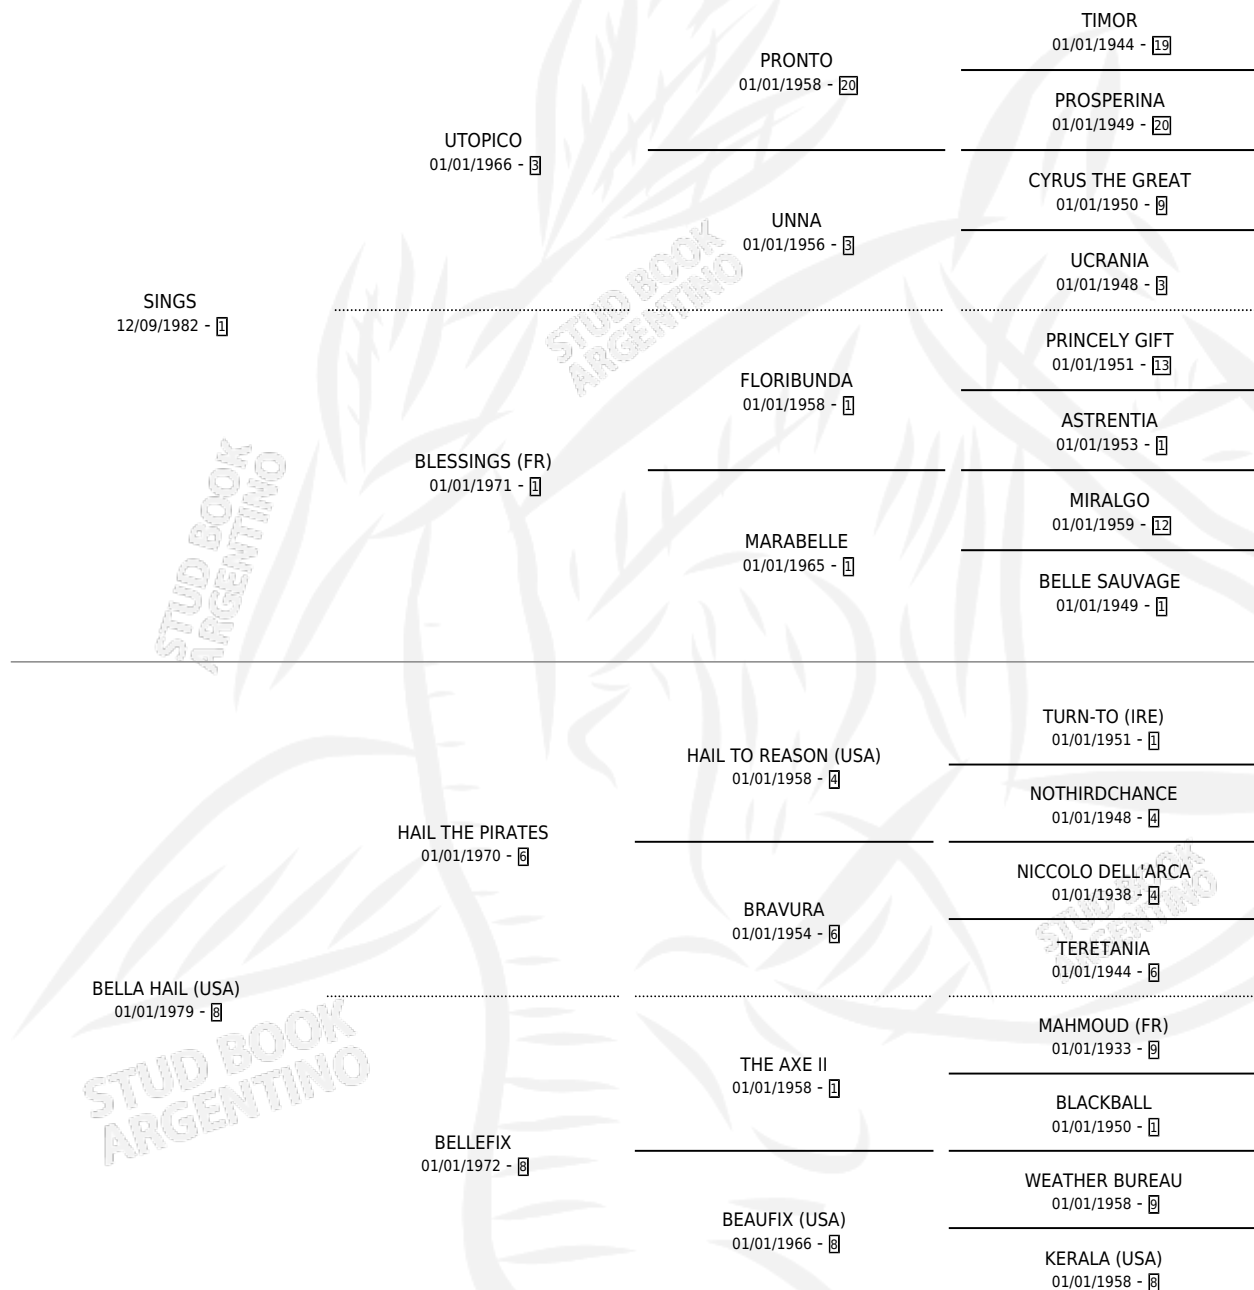 TIMOR
01/01/1944 - 19
PRONTO
01/01/1958 - 20
PROSPERINA
01/01/1949 - 20
UTOPICO
01/01/1966 - 3
CYRUS THE GREAT
01/01/1950 - 9
UNNA
01/01/1956 - 3
UCRANIA
01/01/1948 - 3
SINGS
12/09/1982 - 1
PRINCELY GIFT
01/01/1951 - 13
FLORIBUNDA
01/01/1958 - 1
ASTRENTIA
01/01/1953 - 1
BLESSINGS (FR)
01/01/1971 - 1
MIRALGO
01/01/1959 - 12
MARABELLE
01/01/1965 - 1
BELLE SAUVAGE
01/01/1949 - 1
STUD BOOK
ARGENTINO
STUD BOOK
ARGENTINO
TURN-TO (IRE)
01/01/1951 - 1
HAIL TO REASON (USA)
01/01/1958 - 4
NOTHIRDCHANCE
01/01/1948 - 4
HAIL THE PIRATES
01/01/1970 - 6
NICCOLO DELL'ARCA
01/01/1938 - 4
BRAVURA
01/01/1954 - 6
TERETANIA
01/01/1944 - 6
BELLA HAIL (USA)
01/01/1979 - 8
MAHMOUD (FR)
01/01/1933 - 9
THE AXE II
01/01/1958 - 1
BLACKBALL
01/01/1950 - 1
BELLEFIX
01/01/1972 - 8
WEATHER BUREAU
01/01/1958 - 9
BEAUFIX (USA)
01/01/1966 - 8
KERALA (USA)
01/01/1958 - 8
STUD BOOK
ARGENTINO
STUD BOOK
ARGENTINO